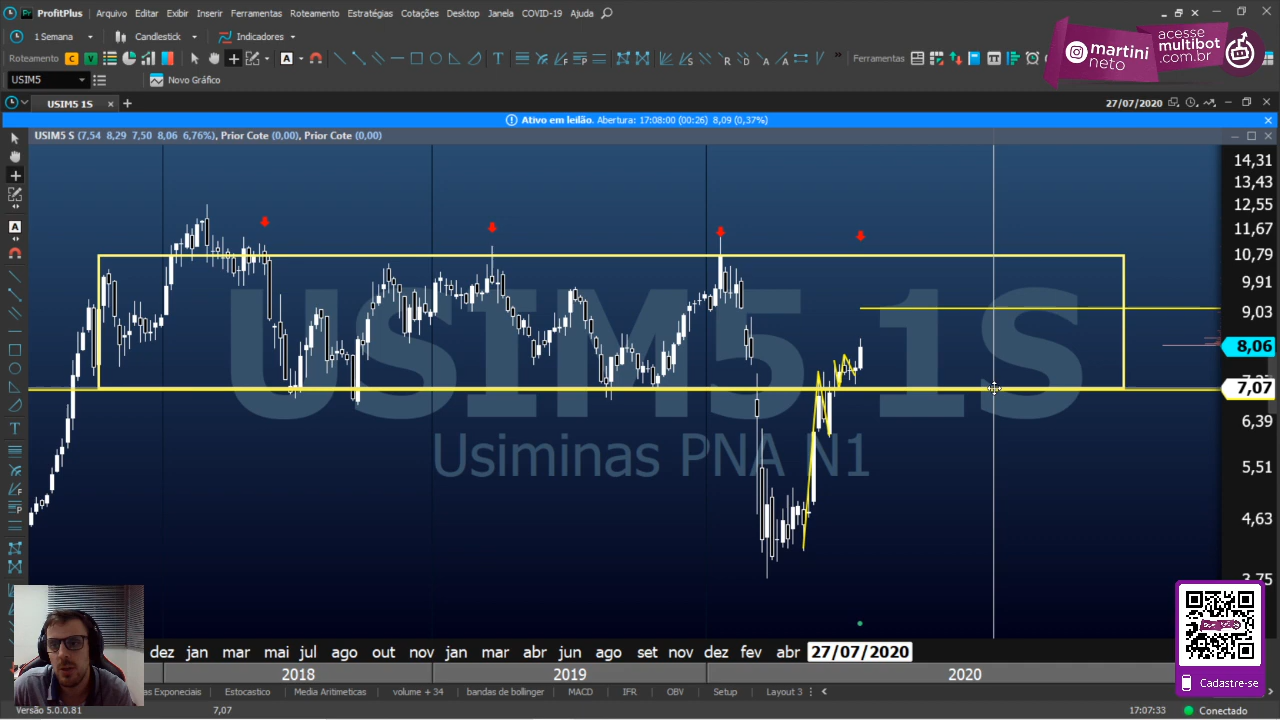 ProfitPlus Arquivo Editar Exibir Inserir Ferramentas Roteamento Estratégias Cotações Desktop Janela COVID-19 Ajuda
1 Semana Candlestick Indicadores
Roteamento Ferramentas
USIM5 Novo Gráfico
martini
neto
acesse
multibot
.com.br
USIM5 1S 27/07/2020
Ativo em leilão. Abertura: 17:08:00 (00:26) 8,09 (0,37%)
USIM5 S (7,54 8,29 7,50 8,06 6,76%), Prior Cote (0,00), Prior Cote (0,00)
14,31
13,43
12,55
11,67
10,79
9,91
9,03
8,06
7,07
6,39
5,51
4,63
3,75
USIM5 1S
Usiminas PNA N1
dez jan mar mai jul ago out nov jan mar abr jun ago set nov dez fev abr 27/07/2020
2018 2019 2020
as Exponenciais Estocastico Media Aritmeticas volume + 34 bandas de bollinger MACD IFR OBV Setup Layout 3
Cadastre-se
Versão 5.0.0.81 7,07 17:07:33 Conectado